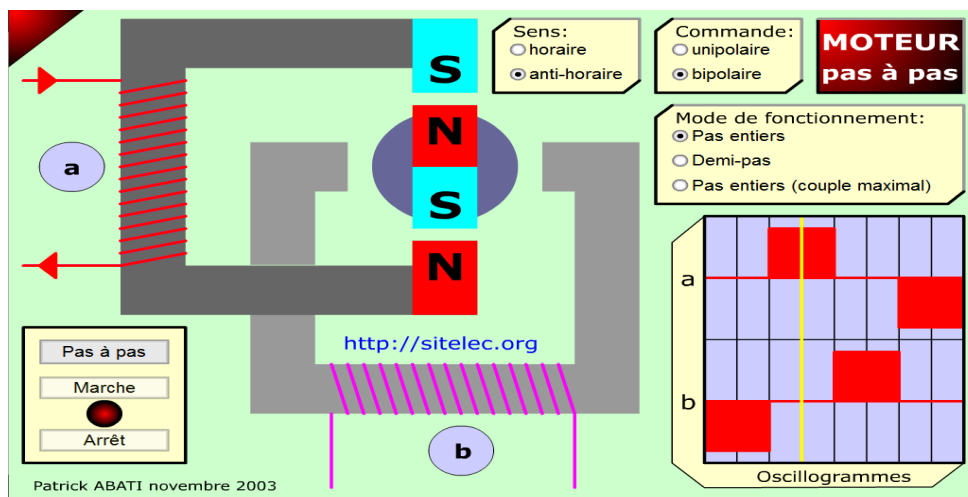 Sens:
horaire
anti-horaire
Commande:
unipolaire
bipolaire
MOTEUR
pas à pas
Mode de fonctionnement:
Pas entiers
Demi-pas
Pas entiers (couple maximal)
S
N
S
N
a
b
a
b
Oscillogrammes
http://sitelec.org
Pas à pas
Marche
Arrêt
Patrick ABATI novembre 2003